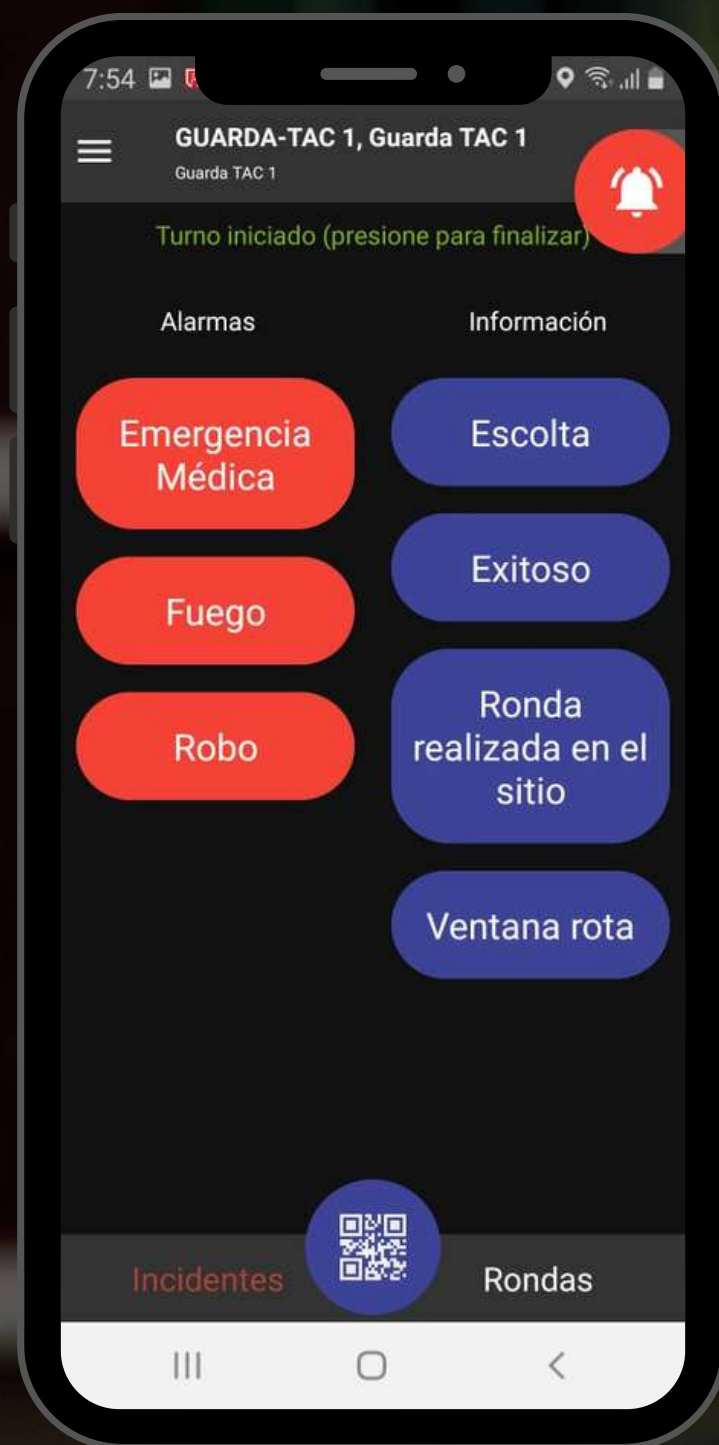 7:54
GUARDA-TAC 1, Guarda TAC 1
Guarda TAC 1
Turno iniciado (presione para finalizar)
Alarmas
Información
Emergencia
Médica
Fuego
Robo
Escolta
Exitoso
Ronda
realizada en el
sitio
Ventana rota
Incidentes
Rondas